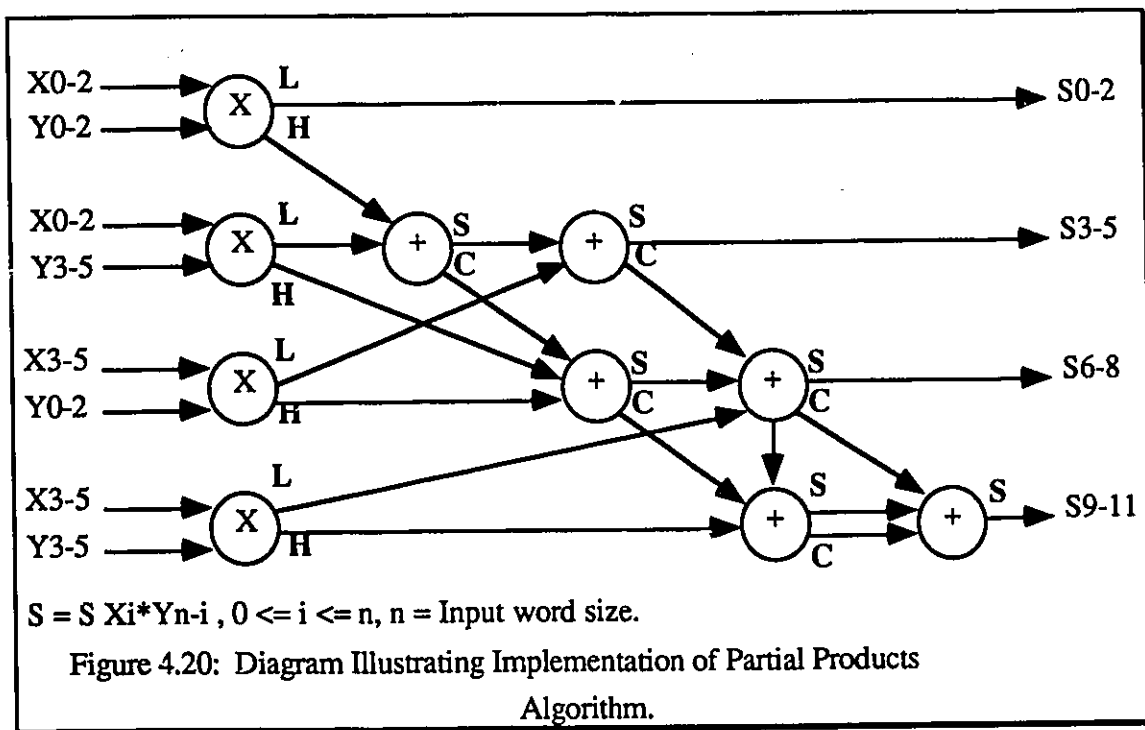 X0-2 L S0-2
X
Y0-2 H
X0-2 L S S S3-5
X + +
Y3-5 H C C
X3-5 L S S S6-8
X + +
Y0-2 H C C
X3-5 L S S S9-11
X + +
Y3-5 H C
S = S Xi*Yn-i , 0 <= i <= n, n = Input word size.
Figure 4.20: Diagram Illustrating Implementation of Partial Products
Algorithm.